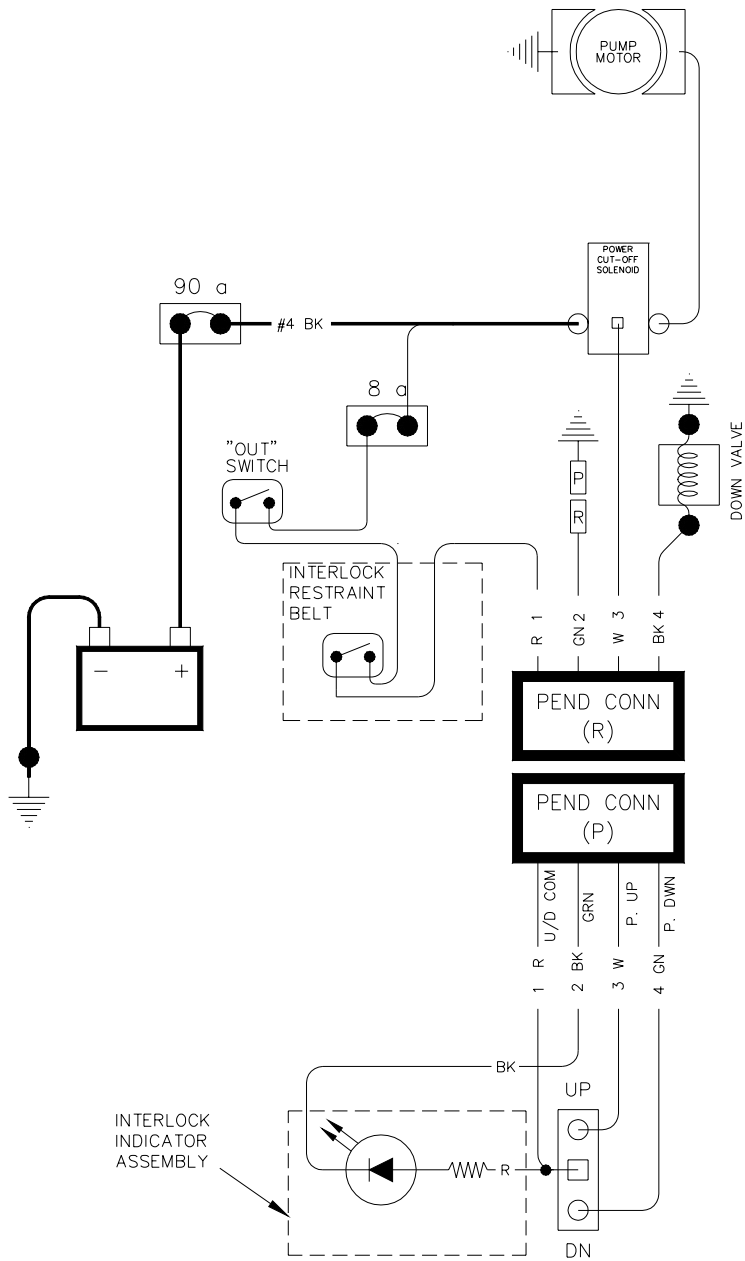 PUMP
MOTOR
POWER
CUT-OFF
SOLENOID
90 a
#4 BK
8 a
"OUT"
SWITCH
P
R
DOWN VALVE
INTERLOCK
RESTRAINT
BELT
R 1
GN 2
W 3
BK 4
−
+
PEND CONN
(R)
PEND CONN
(P)
U/D COM
GRN
P. UP
P. DWN
1 R
2 BK
3 W
4 GN
BK
UP
INTERLOCK
INDICATOR
ASSEMBLY
R
DN